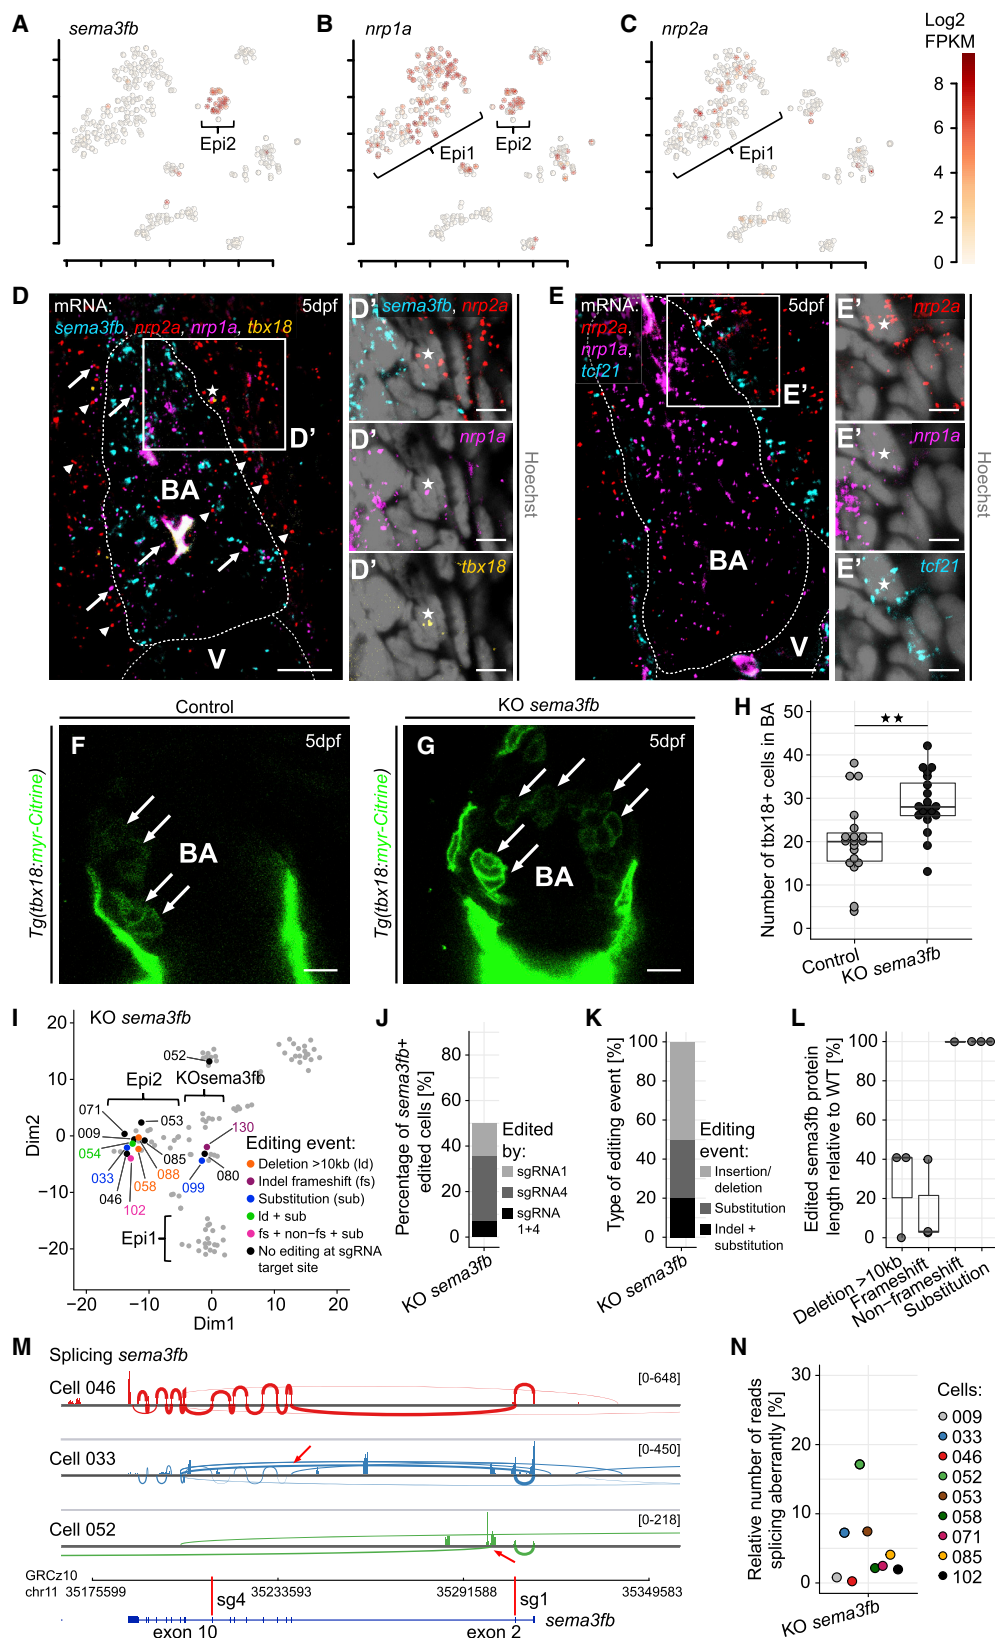 A
sema3fb
Epi2
B
nrp1a
Epi1
Epi2
C
nrp2a
Epi1
Log2
FPKM
8
6
4
2
0
D
mRNA:
5dpf
sema3fb, nrp2a, nrp1a, tbx18
BA
V
D'
D'
sema3fb, nrp2a
D'
nrp1a
D'
tbx18
Hoechst
E
mRNA:
5dpf
nrp2a,
nrp1a,
tcf21
E'
BA
V
E'
nrp2a
E'
nrp1a
E'
tcf21
Hoechst
Control
F
5dpf
BA
Tg(tbx18:myr-Citrine)
KO sema3fb
G
5dpf
BA
Tg(tbx18:myr-Citrine)
H
Number of tbx18+ cells in BA
50
40
30
20
10
0
★★
Control
KO sema3fb
I
KO sema3fb
Dim2
20
10
0
−10
−20
−20
−10
0
10
20
Dim1
052
Epi2
KOsema3fb
071
053
009
054
033
046
102
058
088
085
130
099
080
Epi1
Editing event:
Deletion >10kb (ld)
Indel frameshift (fs)
Substitution (sub)
ld + sub
fs + non−fs + sub
No editing at sgRNA
target site
J
Percentage of sema3fb+
edited cells [%]
80
60
40
20
0
KO sema3fb
Edited
by:
sgRNA1
sgRNA4
sgRNA
1+4
K
Type of editing event [%]
100
80
60
40
20
0
KO sema3fb
Editing
event:
Insertion/
deletion
Substitution
Indel +
substitution
L
Edited sema3fb protein
length relative to WT [%]
100
80
60
40
20
0
Deletion >10kb
Frameshift
Non−frameshift
Substitution
M
Splicing sema3fb
Cell 046
[0-648]
Cell 033
[0-450]
Cell 052
[0-218]
GRCz10
chr11
35175599
35233593
35291588
35349583
sg4
sg1
sema3fb
exon 10
exon 2
N
Relative number of reads
splicing aberrantly [%]
30
20
10
0
KO sema3fb
Cells:
009
033
046
052
053
058
071
085
102